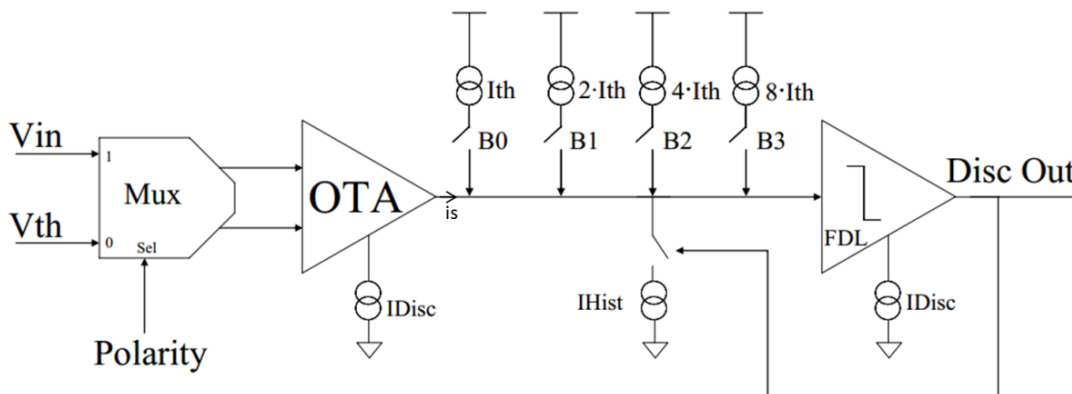 Ith
2·Ith
4·Ith
8·Ith
Vin
1
B0
B1
B2
B3
Mux
OTA
Disc Out
is
Vth
0
Sel
FDL
IDisc
IHist
IDisc
Polarity